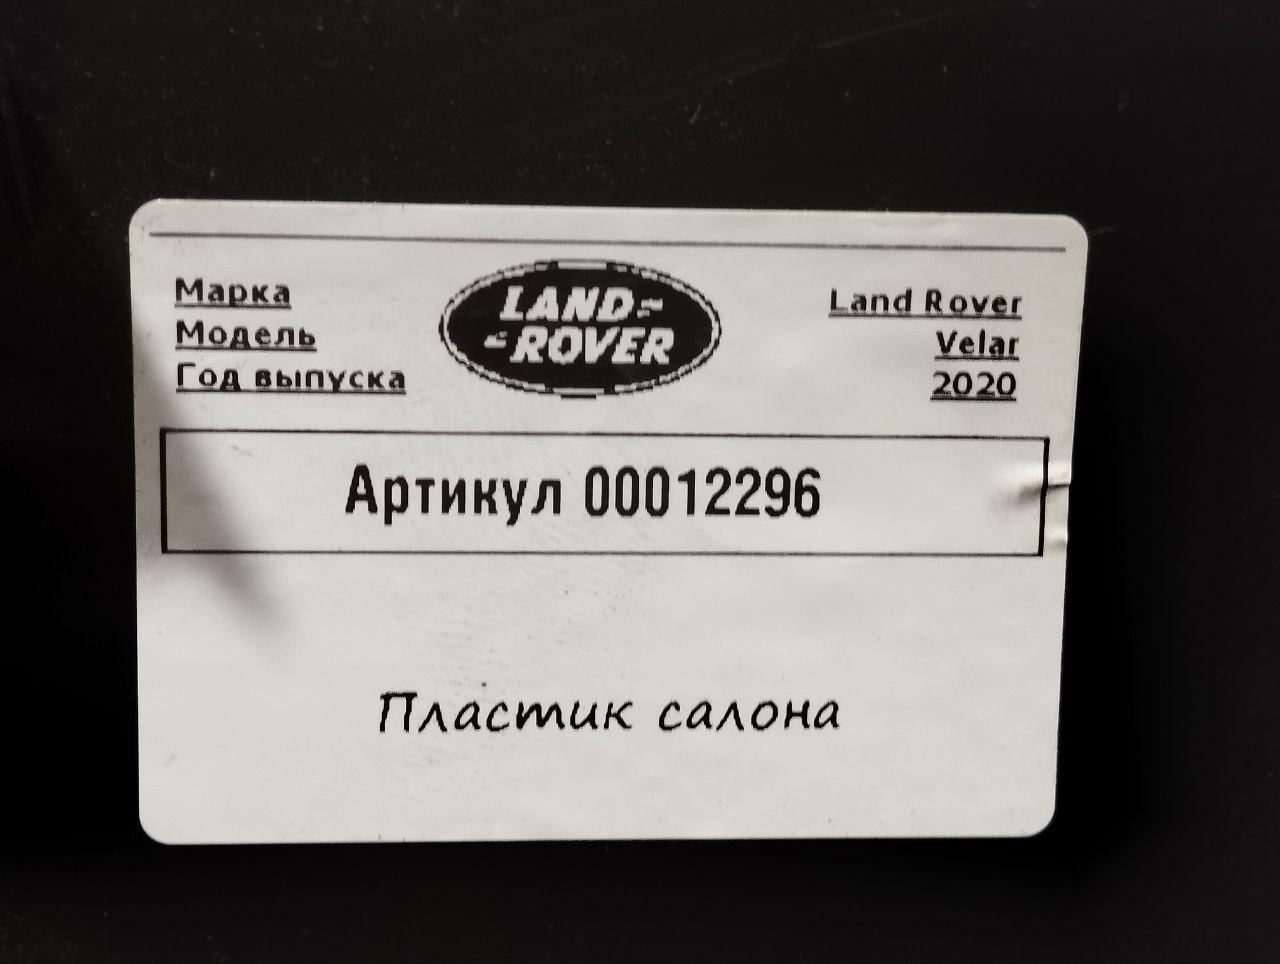 Марка
Модель
Год выпуска
LAND
ROVER
Land Rover
Velar
2020
Артикул 00012296
Пластик салона